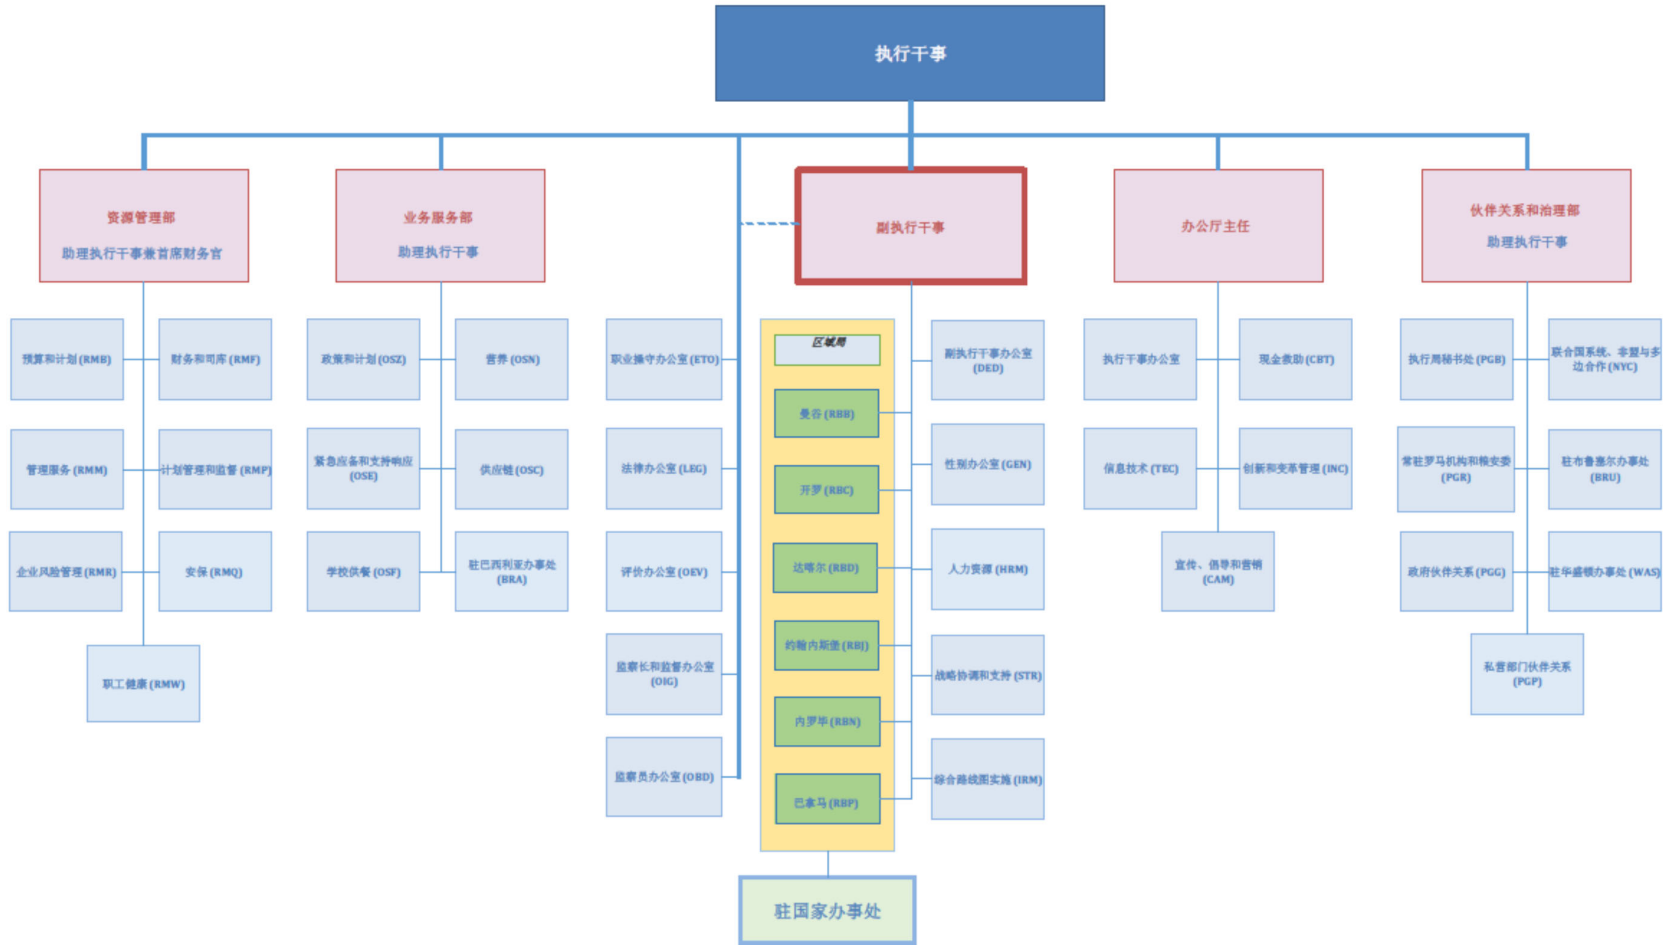 执行干事
资源管理部
助理执行干事兼首席财务官
业务服务部
助理执行干事
副执行干事
办公厅主任
伙伴关系和治理部
助理执行干事
预算和计划 (RMB)
财务和司库 (RMF)
管理服务 (RMM)
计划管理和监督 (RMP)
企业风险管理 (RMR)
安保 (RMQ)
职工健康 (RMW)
政策和计划 (OSZ)
营养 (OSN)
紧急应备和支持响应
(OSE)
供应链 (OSC)
学校供餐 (OSF)
驻巴西利亚办事处
(BRA)
职业操守办公室 (ETO)
法律办公室 (LEG)
评价办公室 (OEV)
监察长和监督办公室
(OIG)
监察员办公室 (OBD)
区域局
曼谷 (RBB)
开罗 (RBC)
达喀尔 (RBD)
约翰内斯堡 (RBJ)
内罗毕 (RBN)
巴拿马 (RBP)
驻国家办事处
副执行干事办公室
(DED)
性别办公室 (GEN)
人力资源 (HRM)
战略协调和支持 (STR)
综合路线图实施 (IRM)
执行干事办公室
现金救助 (CBT)
信息技术 (TEC)
创新和变革管理 (INC)
宣传、倡导和营销
(CAM)
执行局秘书处 (PGB)
联合国系统、非盟与多
边合作 (NYC)
常驻罗马机构和粮安委
(PGR)
驻布鲁塞尔办事处
(BRU)
政府伙伴关系 (PGG)
驻华盛顿办事处 (WAS)
私营部门伙伴关系
(PGP)